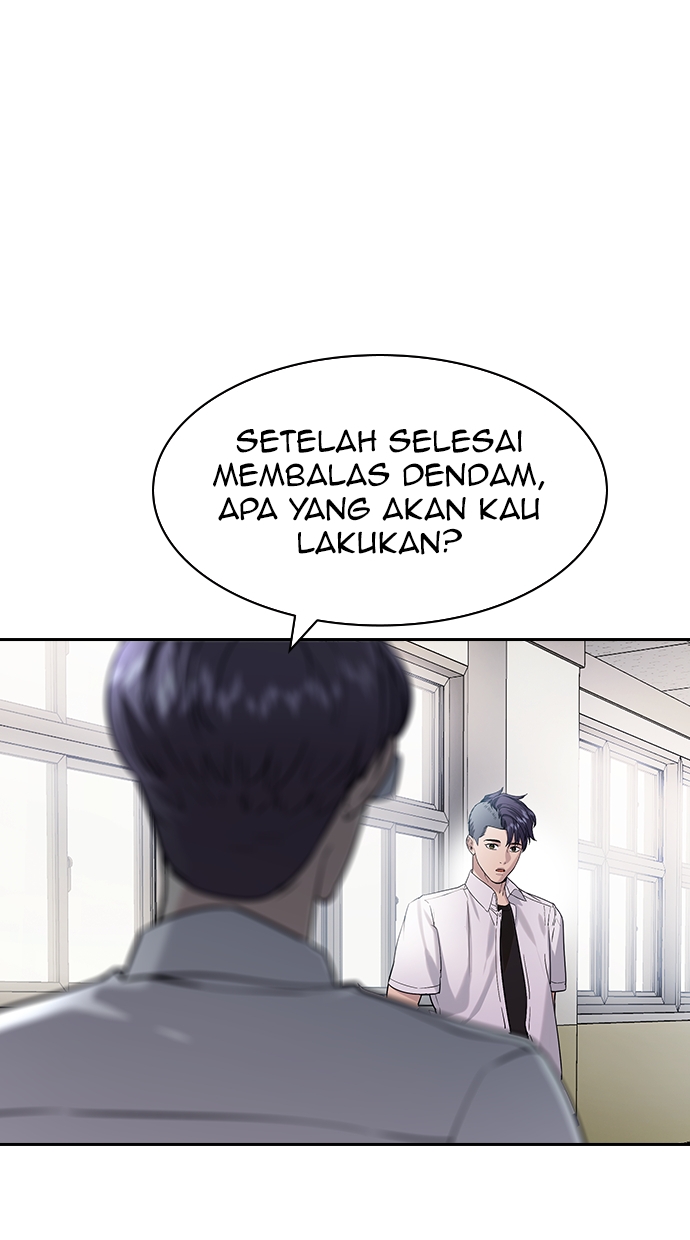 SETELAH SELESAI
MEMBALAS DENDAM,
APA YANG AKAN KAU
LAKUKAN?